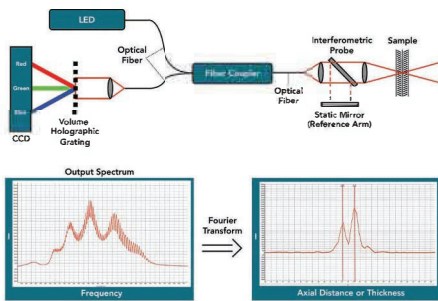 LED
Optical
Fiber
Fiber Coupler
Optical
Fiber
Interferometric
Probe
Sample
Static Mirror
(Reference Arm)
Red
Green
Blue
CCD
Volume
Holographic
Grating
Output Spectrum
I
Frequency
Fourier
Transform
I
Axial Distance or Thickness